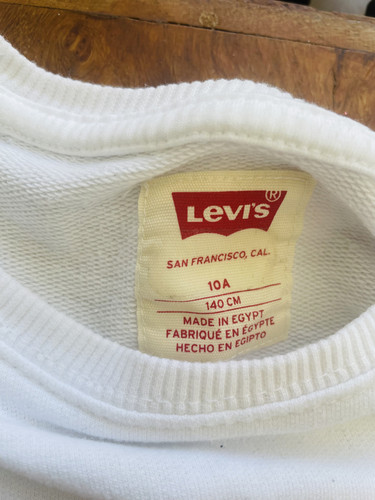 Levi's®
SAN FRANCISCO, CAL.
10A
140 CM
MADE IN EGYPT
FABRIQUÉ EN ÉGYPTE
HECHO EN EGIPTO